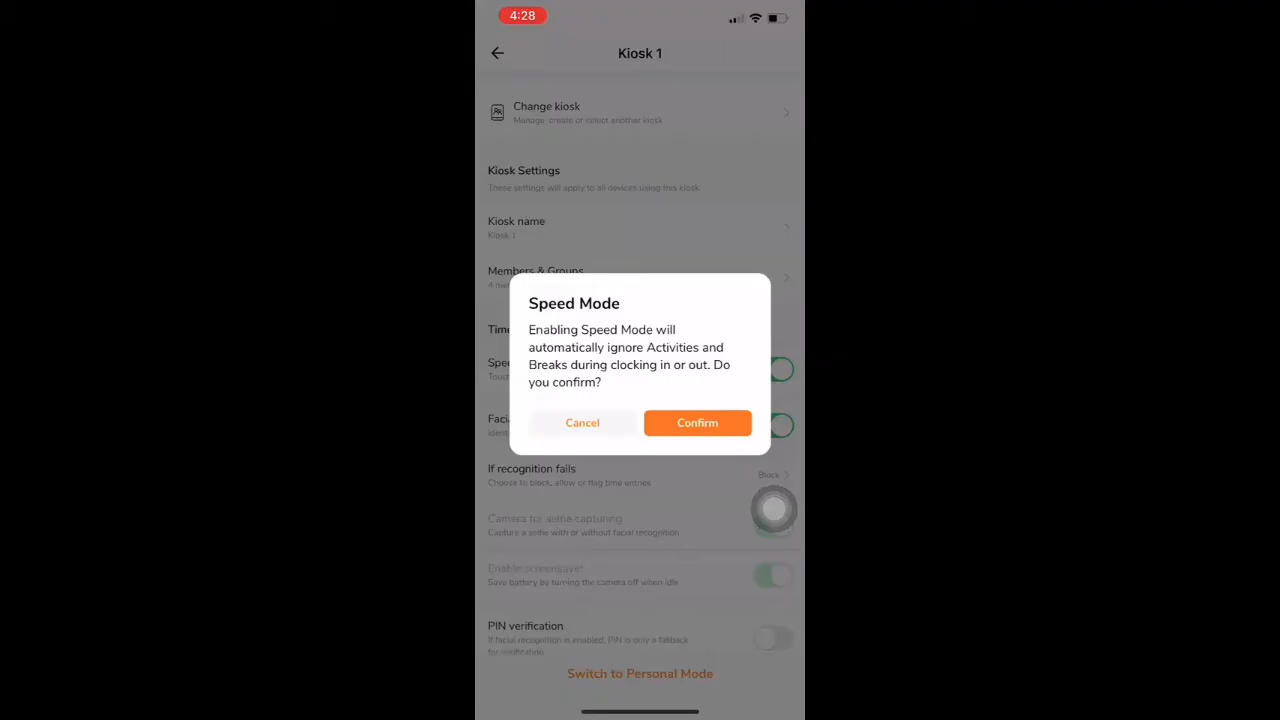 4:28
Kiosk 1
Change kiosk
Manage, create or select another kiosk
Kiosk Settings
These settings will apply to all devices using this kiosk
Kiosk name
Kiosk 1
Members & Groups
Speed Mode
Enabling Speed Mode will
automatically ignore Activities and
Breaks during clocking in or out. Do
you confirm?
Cancel
Confirm
If recognition fails
Block
Choose to block, allow or flag time entries
Camera for selfie capturing
Capture a selfie with or without facial recognition
Enable screensaver
Save battery by turning the camera off when idle
PIN verification
If facial recognition is enabled, PIN is only a fallback
for verification
Switch to Personal Mode